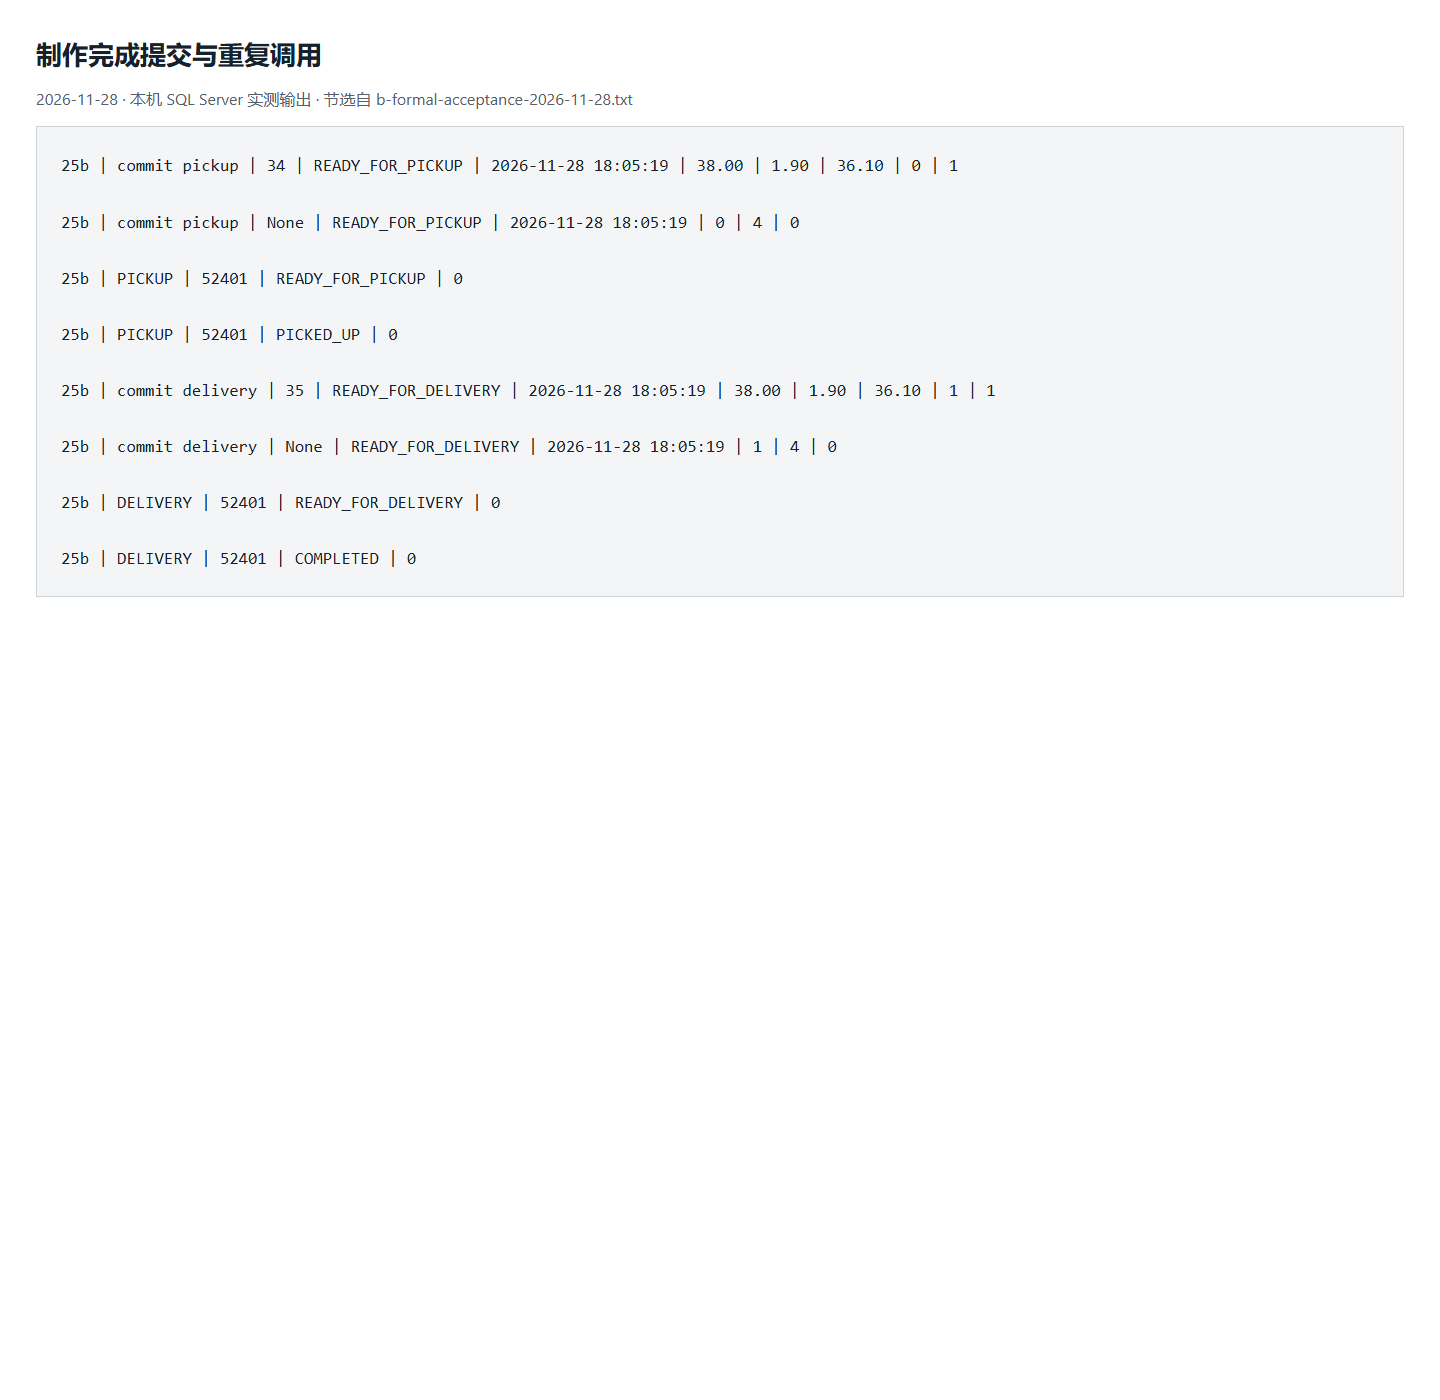 制作完成提交与重复调用
2026-11-28 · 本机 SQL Server 实测输出 · 节选自 b-formal-acceptance-2026-11-28.txt
25b | commit pickup | 34 | READY_FOR_PICKUP | 2026-11-28 18:05:19 | 38.00 | 1.90 | 36.10 | 0 | 1
25b | commit pickup | None | READY_FOR_PICKUP | 2026-11-28 18:05:19 | 0 | 4 | 0
25b | PICKUP | 52401 | READY_FOR_PICKUP | 0
25b | PICKUP | 52401 | PICKED_UP | 0
25b | commit delivery | 35 | READY_FOR_DELIVERY | 2026-11-28 18:05:19 | 38.00 | 1.90 | 36.10 | 1 | 1
25b | commit delivery | None | READY_FOR_DELIVERY | 2026-11-28 18:05:19 | 1 | 4 | 0
25b | DELIVERY | 52401 | READY_FOR_DELIVERY | 0
25b | DELIVERY | 52401 | COMPLETED | 0